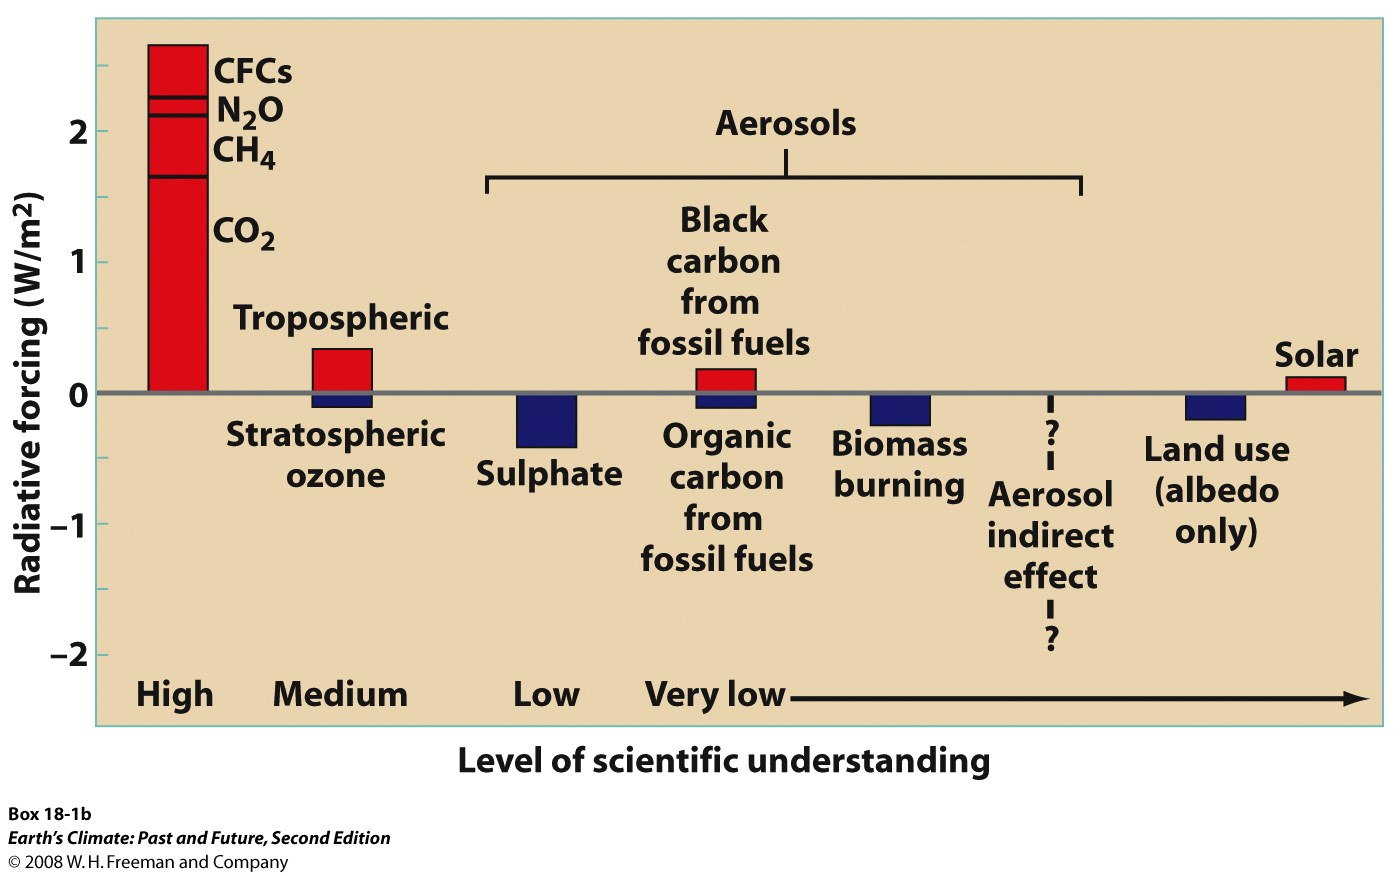 CFCs
N₂O
CH₄
CO₂
2
1
0
–1
–2
Radiative forcing (W/m²)
Tropospheric
Stratospheric
ozone
Aerosols
Sulphate
Black
carbon
from
fossil fuels
Organic
carbon
from
fossil fuels
Biomass
burning
?
Aerosol
indirect
effect
?
Land use
(albedo
only)
Solar
High
Medium
Low
Very low
Level of scientific understanding
Box 18-1b
Earth's Climate: Past and Future, Second Edition
© 2008 W. H. Freeman and Company